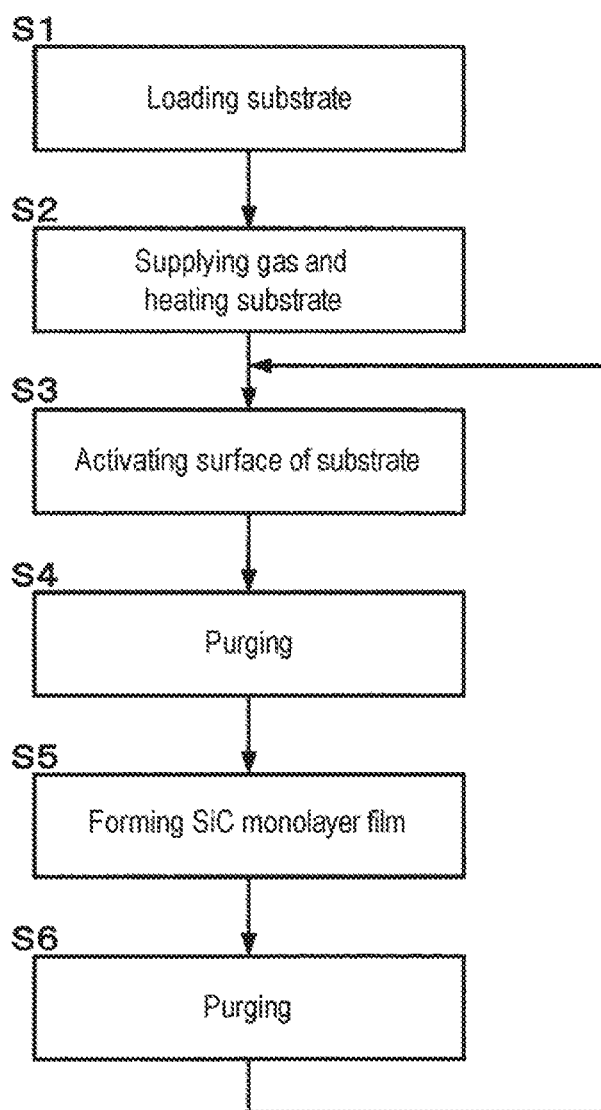 S1
Loading substrate
S2
Supplying gas and
heating substrate
S3
Activating surface of substrate
S4
Purging
S5
Forming SiC monolayer film
S6
Purging